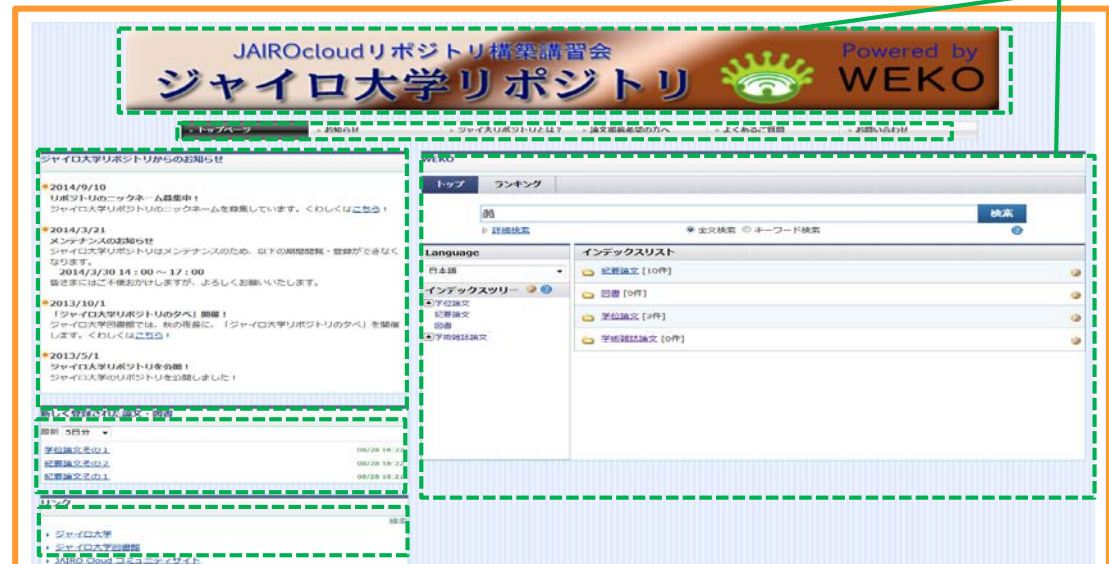 JAIROcloudリポジトリ構築講習会
ジャイロ大学リポジトリ
Powered by
WEKO
トップページ
お知らせ
ジャイ大リポジトリとは?
論文掲載希望の方へ
よくあるご質問
お問い合わせ
ジャイロ大学リポジトリからのお知らせ
2014/9/10
リポジトリのニックネーム募集中!
ジャイロ大学リポジトリのニックネームを募集しています。くわしくはこちら!
2014/3/21
メンテナンスのお知らせ
ジャイロ大学リポジトリはメンテナンスのため、以下の期間閲覧・登録ができなく
なります。
2014/3/30 14:00~17:00
皆さまにはご不便おかけしますが、よろしくお願いいたします。
2013/10/1
「ジャイロ大学リポジトリの夕べ」開催!
ジャイロ大学図書館では、秋の夜長に、「ジャイロ大学リポジトリの夕べ」を開催
します。くわしくはこちら!
2013/5/1
ジャイロ大学リポジトリを公開!
ジャイロ大学のリポジトリを公開しました!
新しく登録された論文・図書
最新 5日分
学位論文その1 08/28 16:22
紀要論文その2 08/28 16:22
紀要論文その1 08/28 16:21
リンク
検索
ジャイロ大学
ジャイロ大学図書館
JAIRO Cloud コミュニティサイト
WEKO
トップ ランキング
検索
詳細検索
全文検索 キーワード検索
Language
日本語
インデックスツリー
学位論文
紀要論文
図書
学術雑誌論文
インデックスリスト
紀要論文 [10件]
図書 [0件]
学位論文 [3件]
学術雑誌論文 [0件]